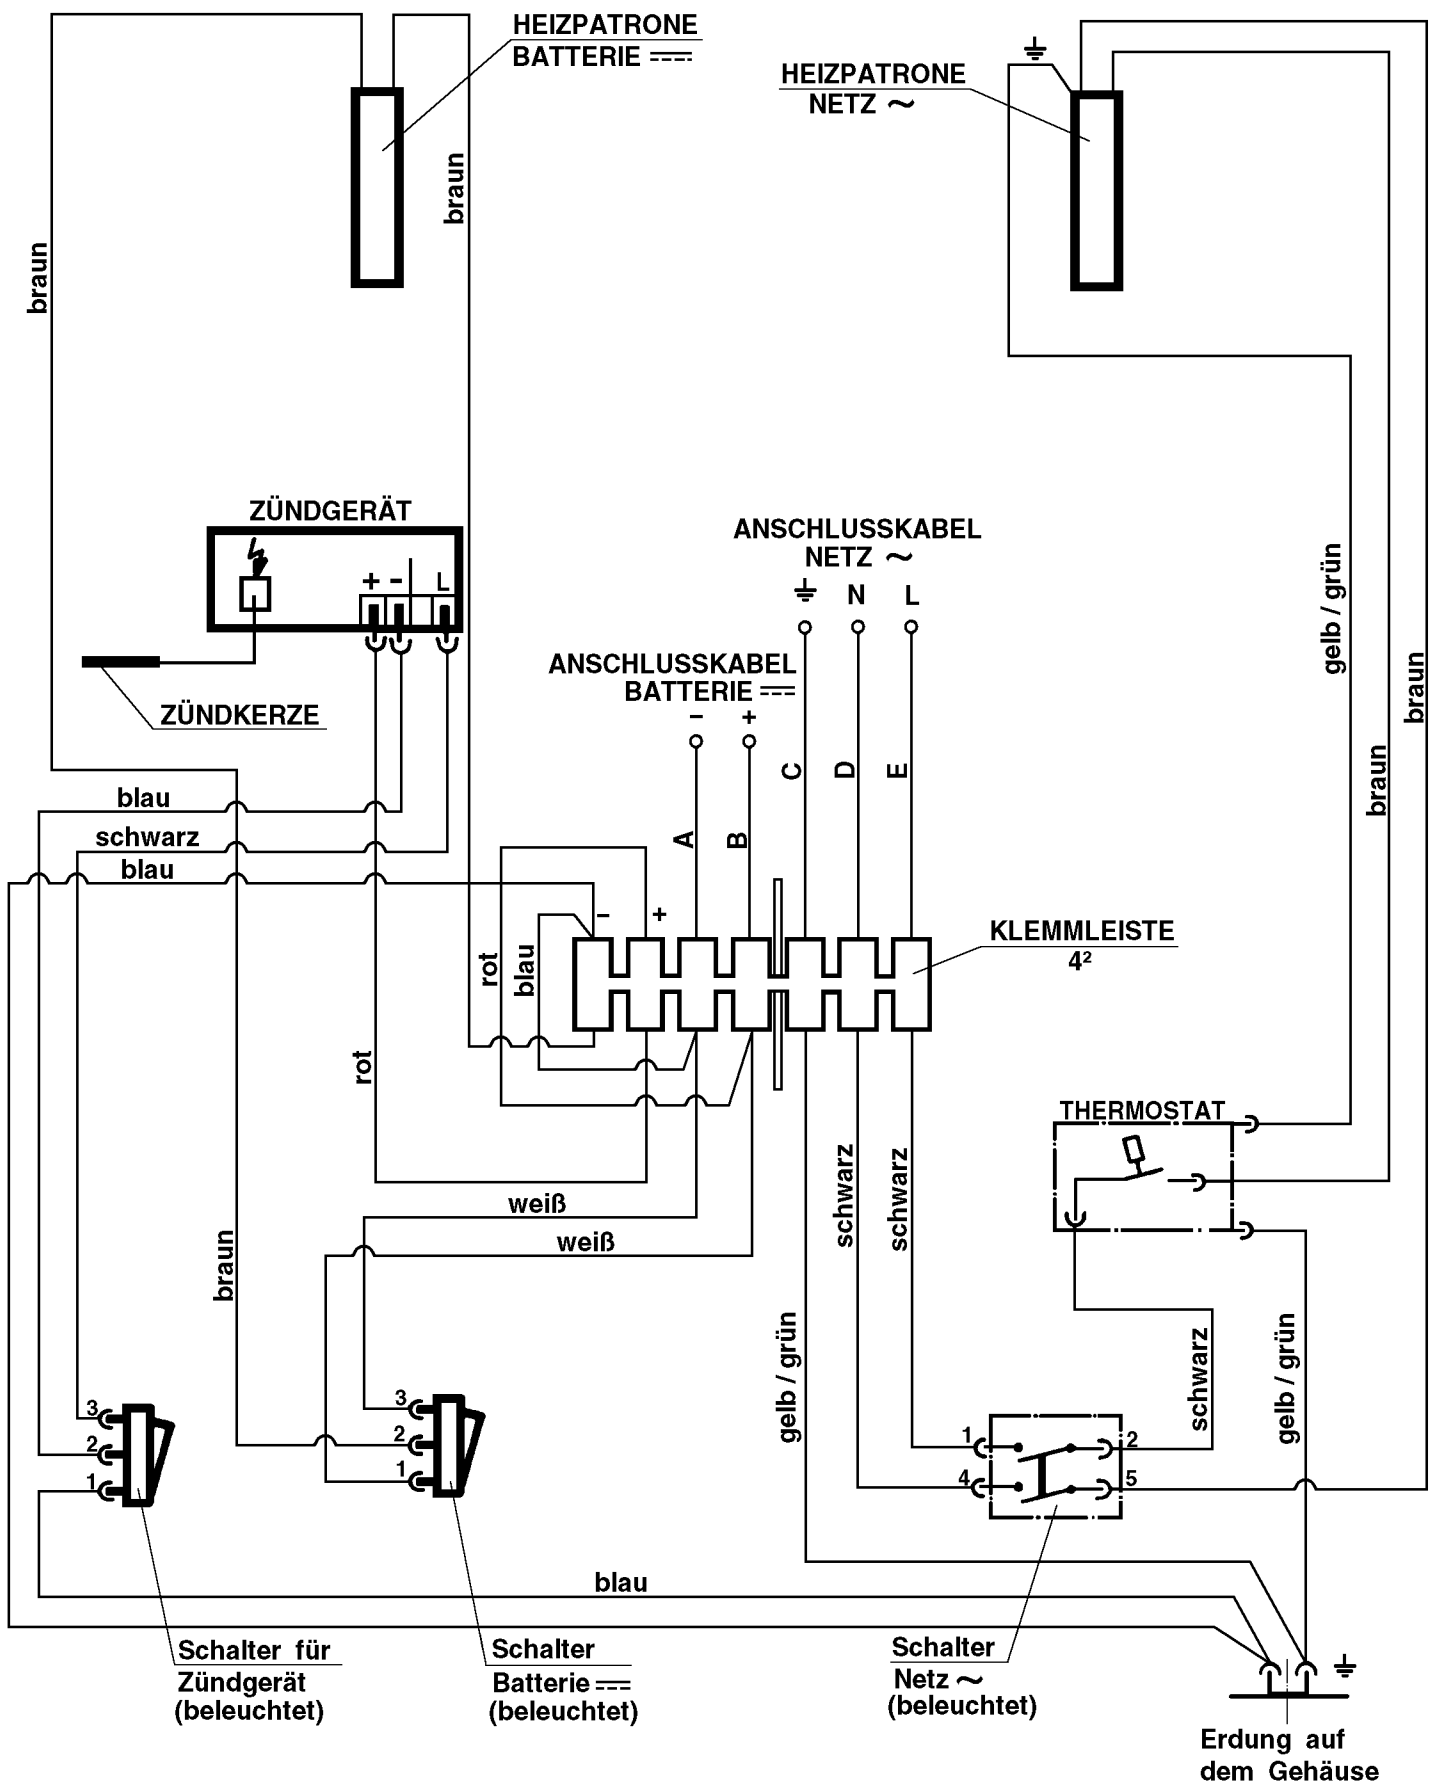 HEIZPATRONE
BATTERIE
HEIZPATRONE
NETZ ~
braun
braun
ZÜNDGERÄT
+ -
L
ZÜNDKERZE
ANSCHLUSSKABEL
NETZ ~
N
L
ANSCHLUSSKABEL
BATTERIE
−
+
C
D
E
A
B
gelb / grün
braun
braun
blau
schwarz
blau
−
+
rot
blau
KLEMMLEISTE
4²
rot
THERMOSTAT
weiß
weiß
braun
schwarz
schwarz
gelb / grün
schwarz
gelb / grün
3
2
1
3
2
1
1
2
4
5
blau
Schalter für
Zündgerät
(beleuchtet)
Schalter
Batterie
(beleuchtet)
Schalter
Netz ~
(beleuchtet)
Erdung auf
dem Gehäuse